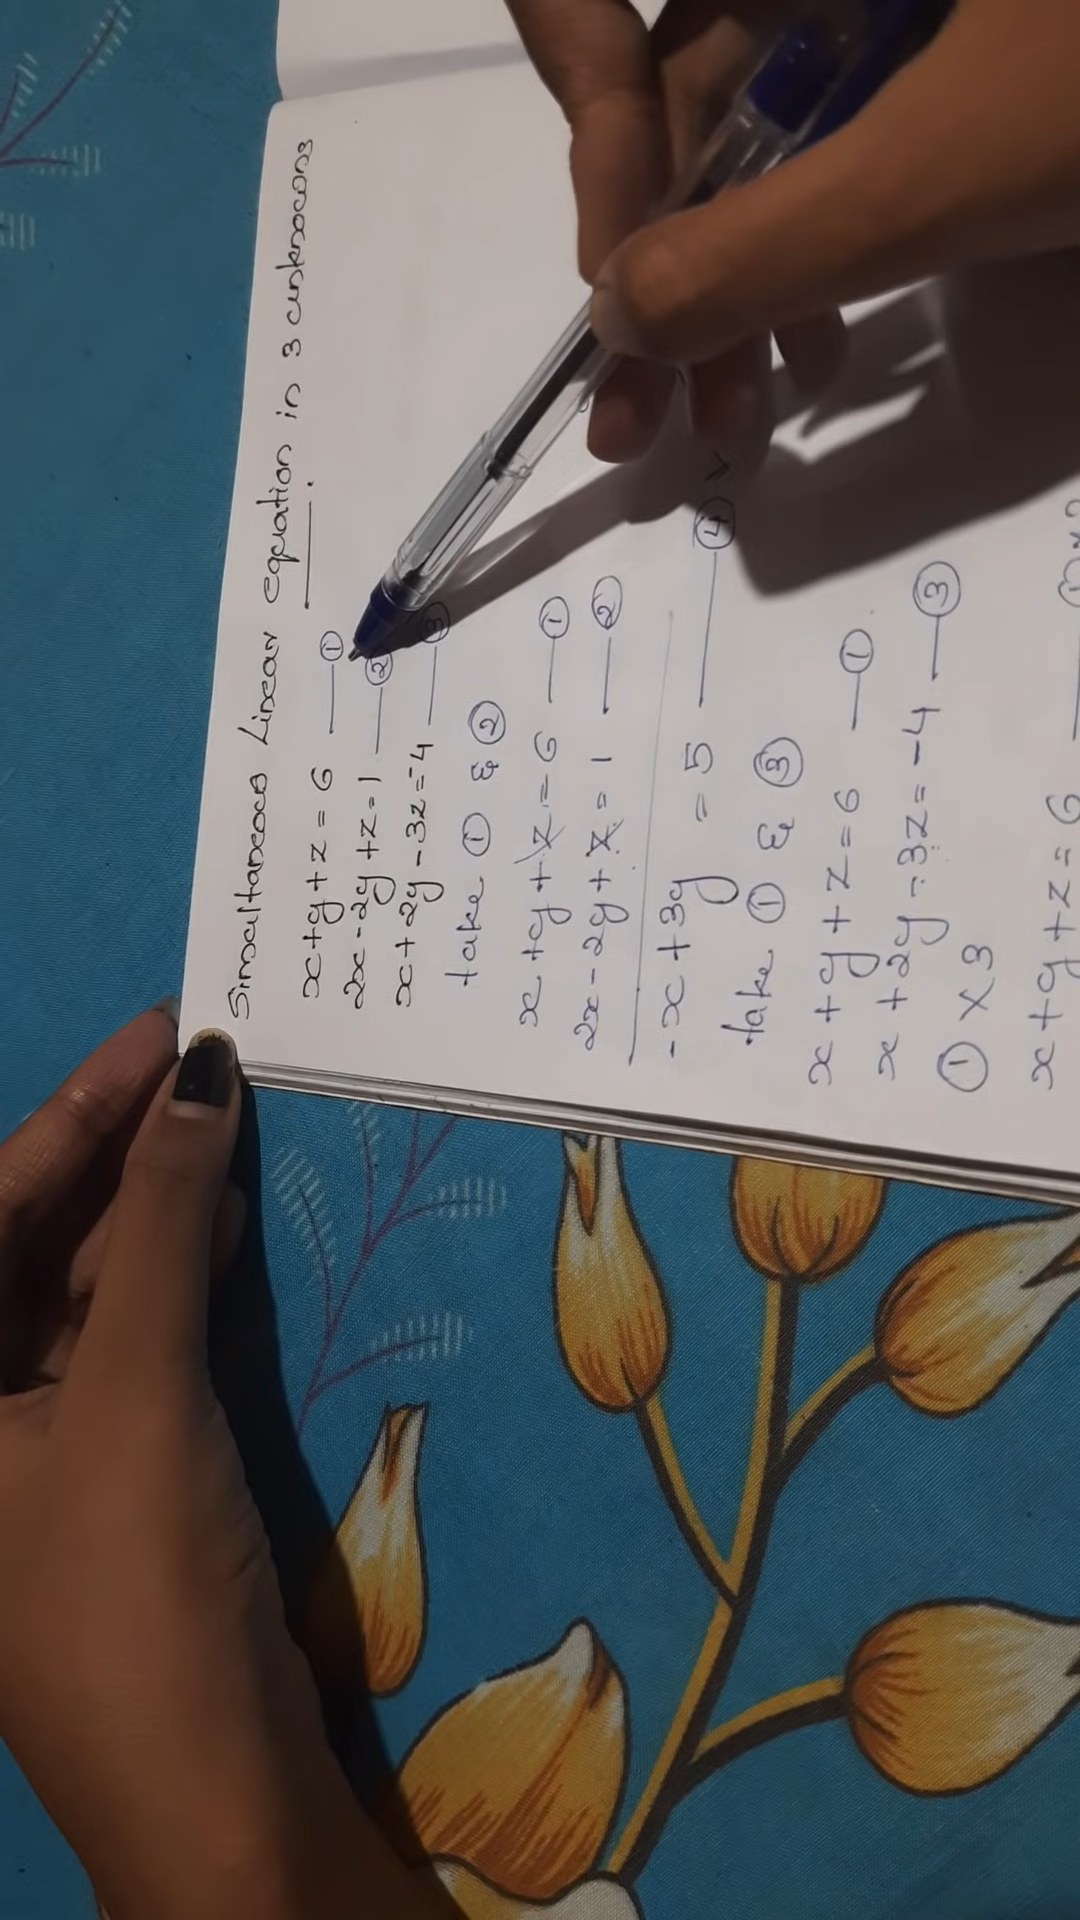 Simultaneous Linear equation in 3 unknowns.
x+y+z=6 —— ①
2x-2y+z=1 —— ②
x+2y-3z=-4 —— ③
take ① & ②
x+y+z=6 —— ①
2x-2y+z=1 —— ②
-x+3y =5 —— ④
take ① & ③
x+y+z=6 —— ①
x+2y-3z=-4 —— ③
①×3
x+y+z=6